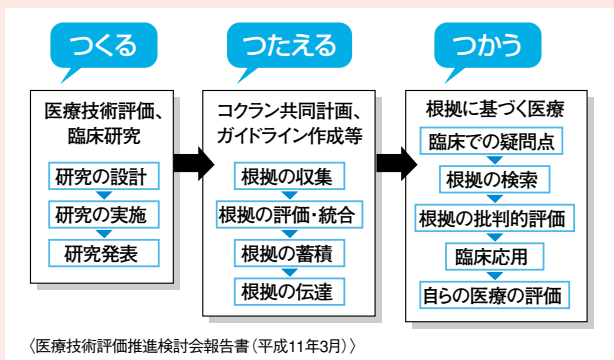 つくる
つたえる
つかう
医療技術評価、
臨床研究
研究の設計
研究の実施
研究発表
コクラン共同計画、
ガイドライン作成等
根拠の収集
根拠の評価・統合
根拠の蓄積
根拠の伝達
根拠に基づく医療
臨床での疑問点
根拠の検索
根拠の批判的評価
臨床応用
自らの医療の評価
〈医療技術評価推進検討会報告書（平成11年3月）〉